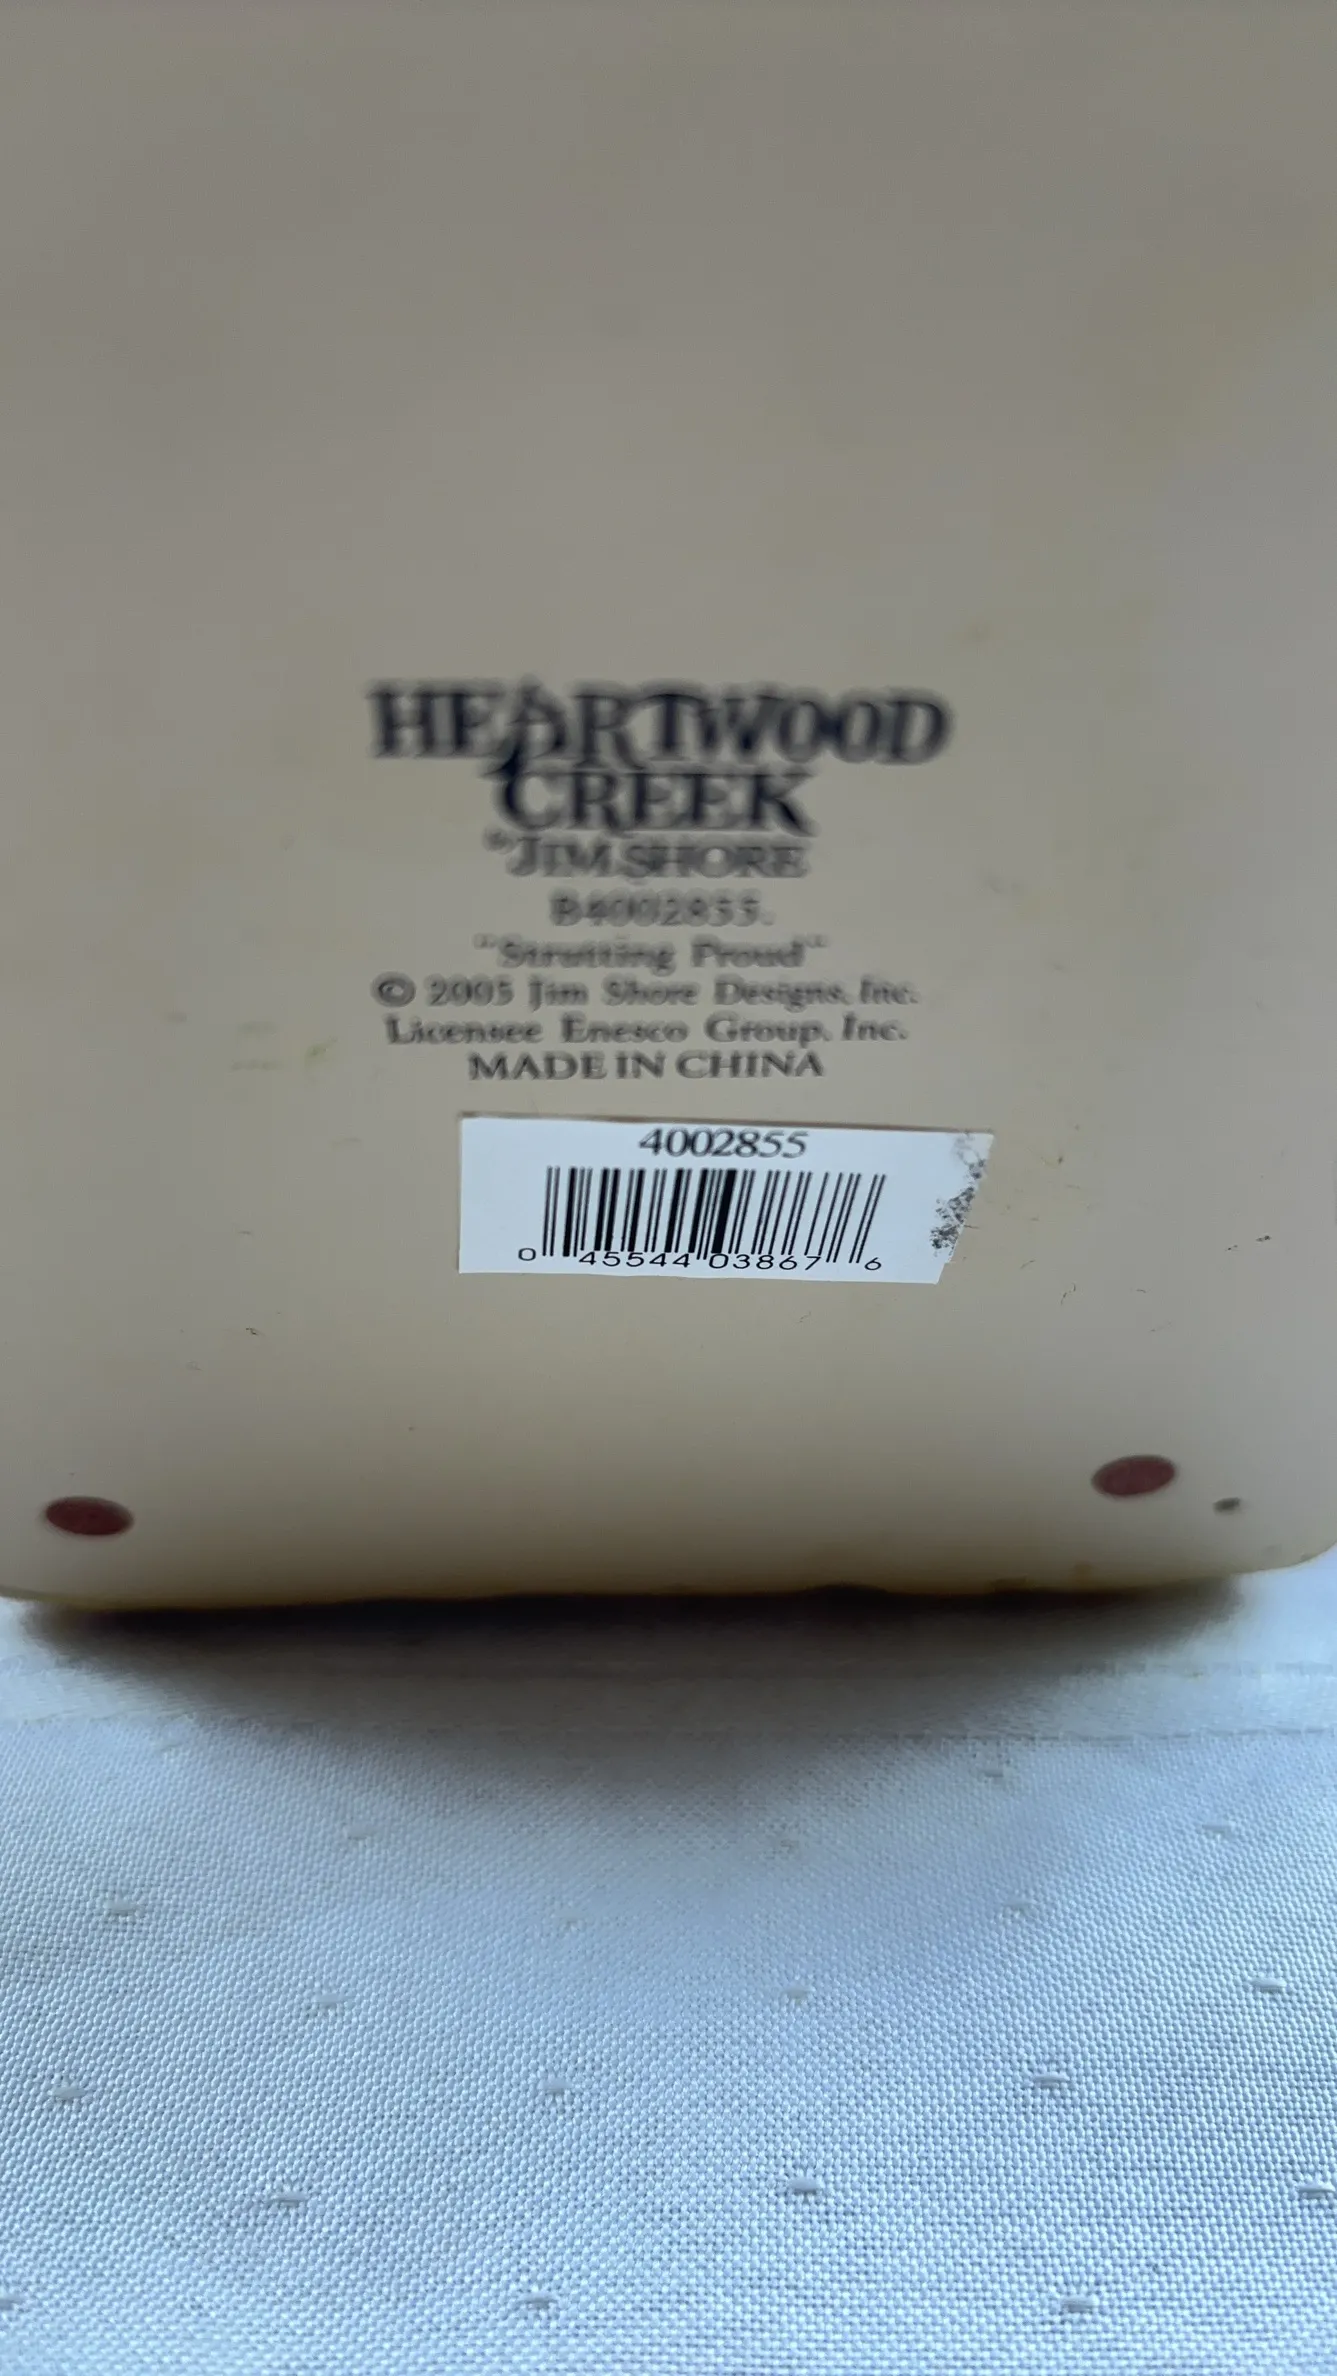 HEARTWOOD
CREEK
by JIM SHORE
B4002855.
"Strutting Proud"
© 2005 Jim Shore Designs, Inc.
Licensee Enesco Group, Inc.
MADE IN CHINA
4002855
0 45544 03867 6